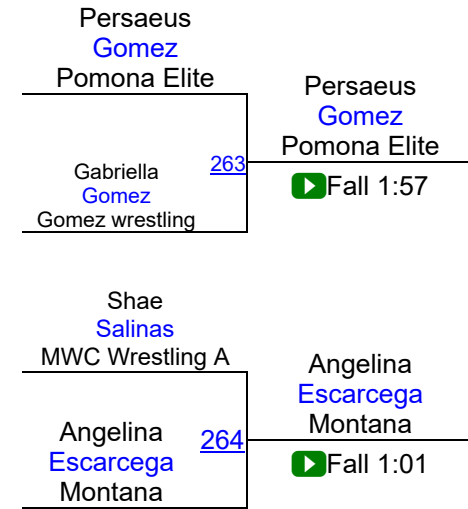 Persaeus
Gomez
Pomona Elite
Persaeus
Gomez
Pomona Elite
263
Gabriella
Gomez
Gomez wrestling
Fall 1:57
Shae
Salinas
MWC Wrestling A
Angelina
Escarcega
Montana
264
Angelina
Escarcega
Montana
Fall 1:01